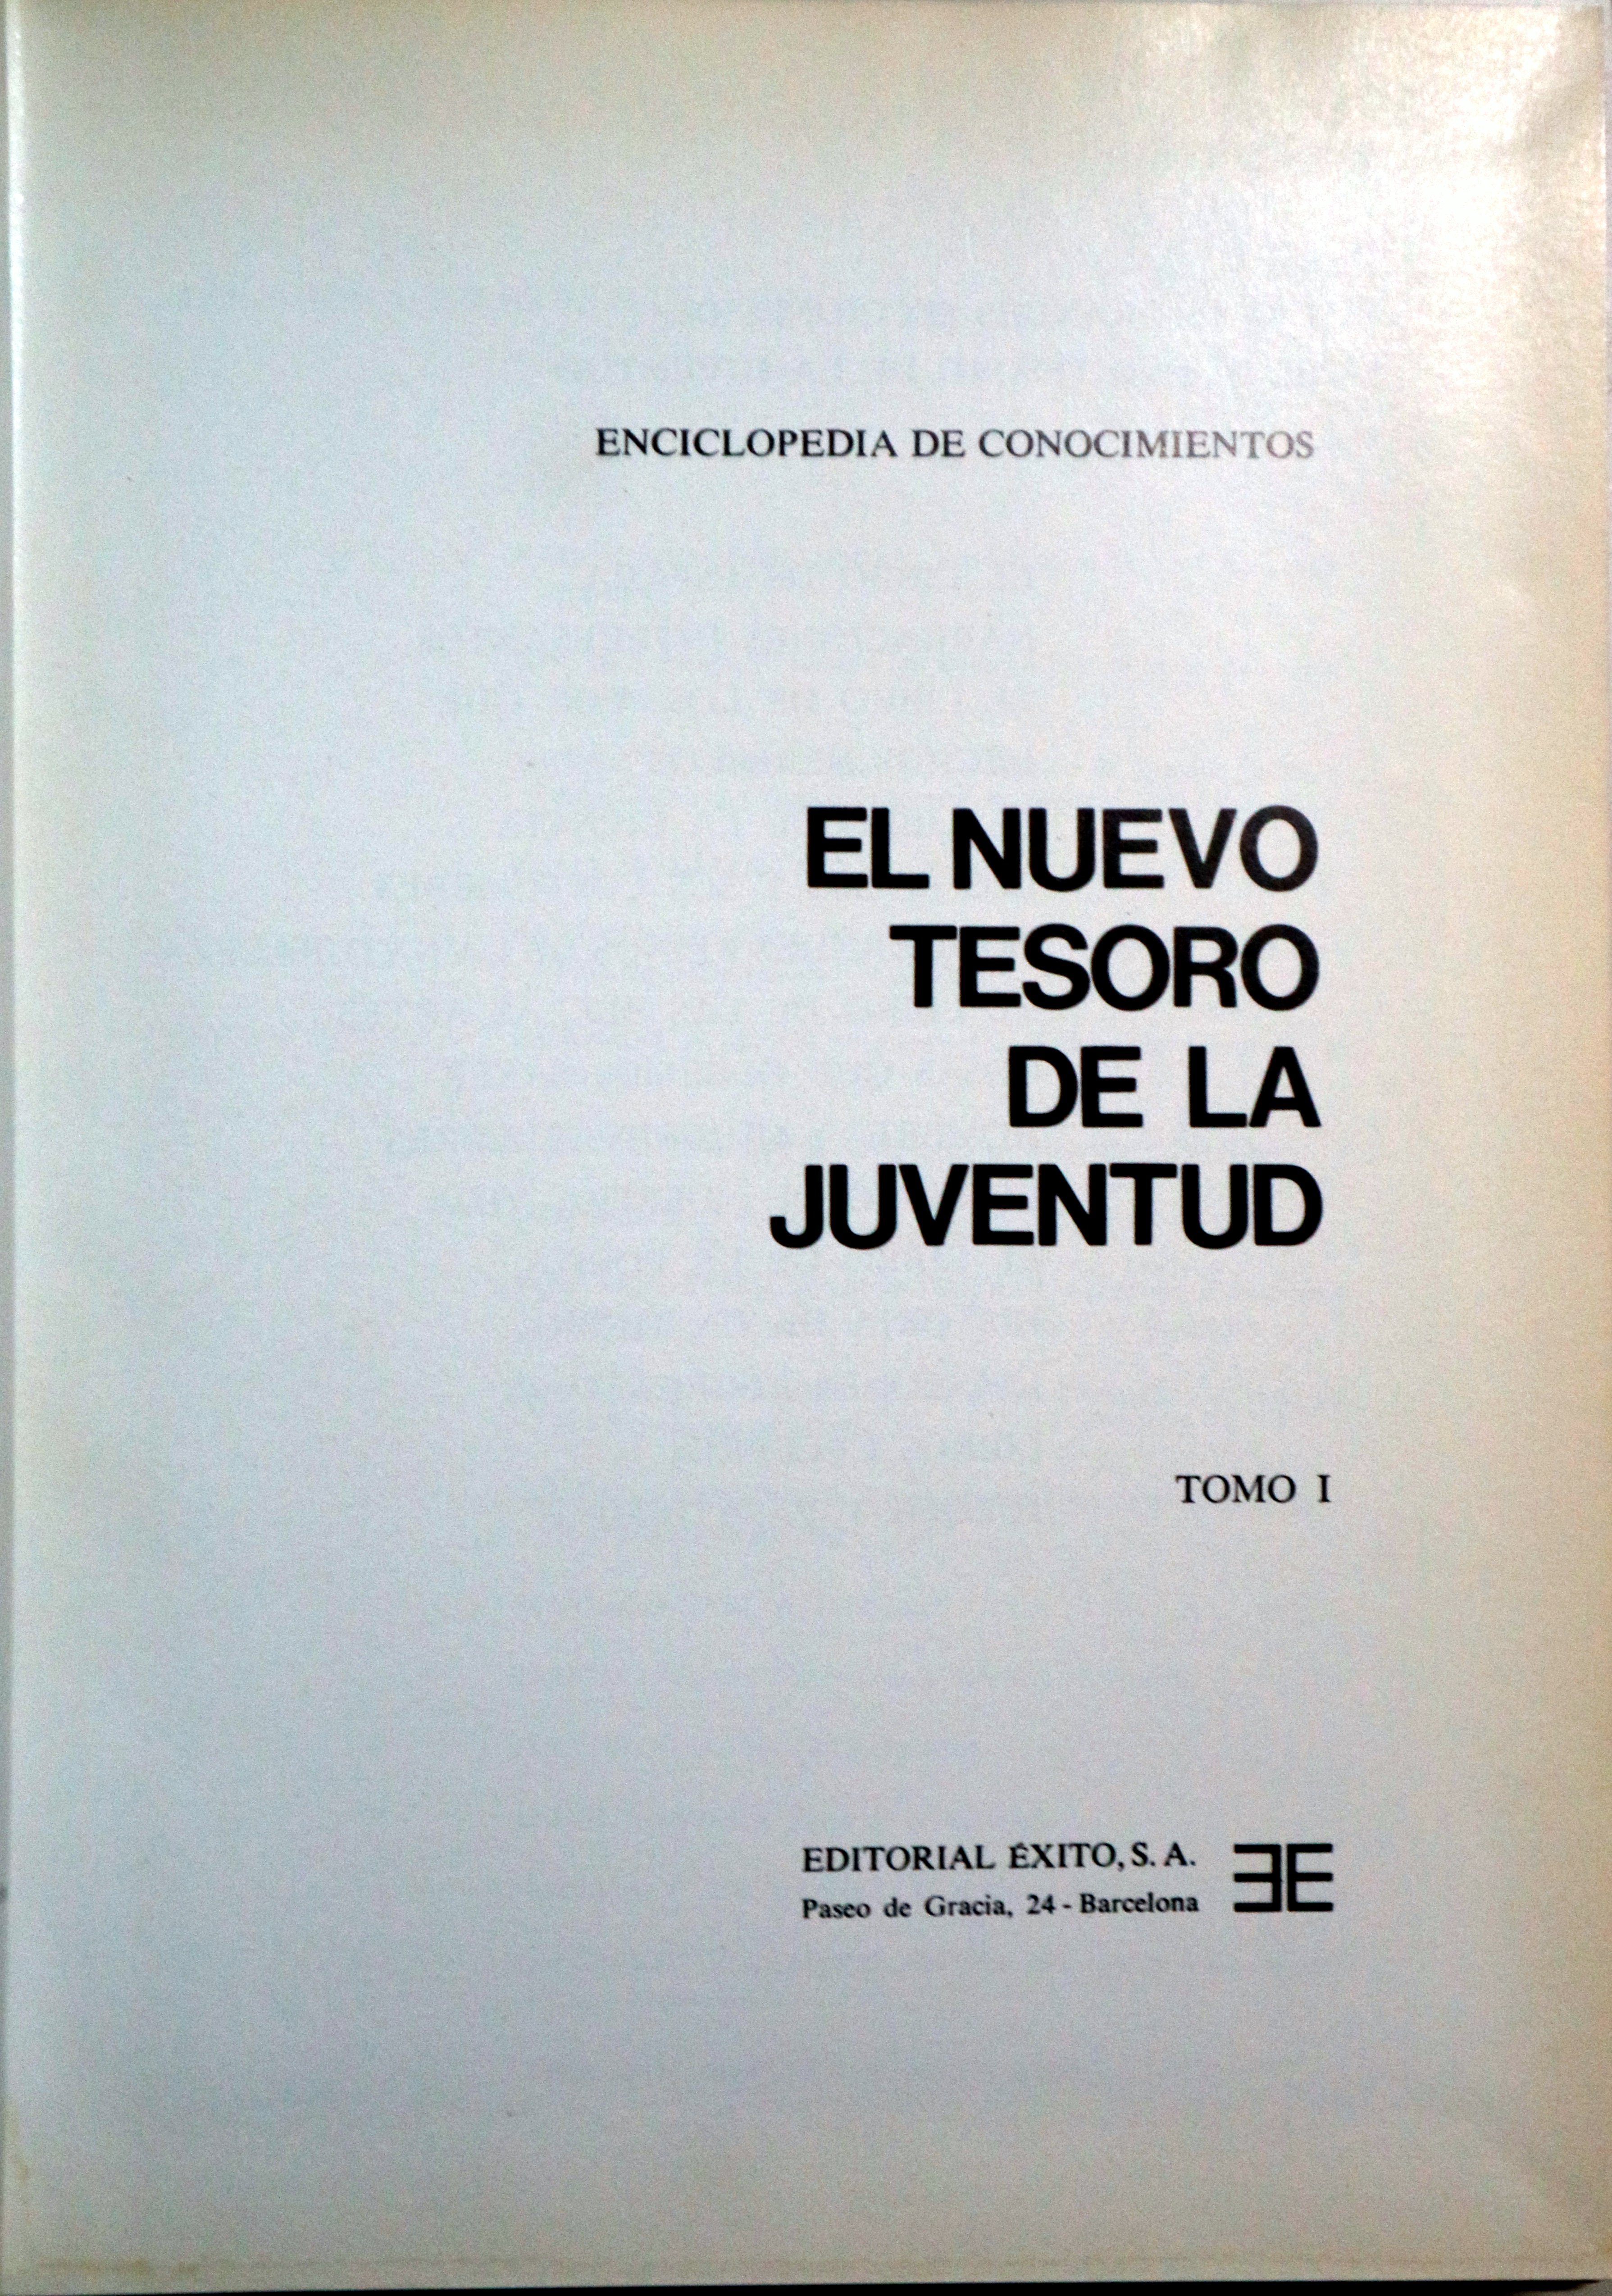 ENCICLOPEDIA DE CONOCIMIENTOS
EL NUEVO
TESORO
DE LA
JUVENTUD
TOMO I
EDITORIAL ÉXITO, S. A.
Paseo de Gracia, 24 - Barcelona